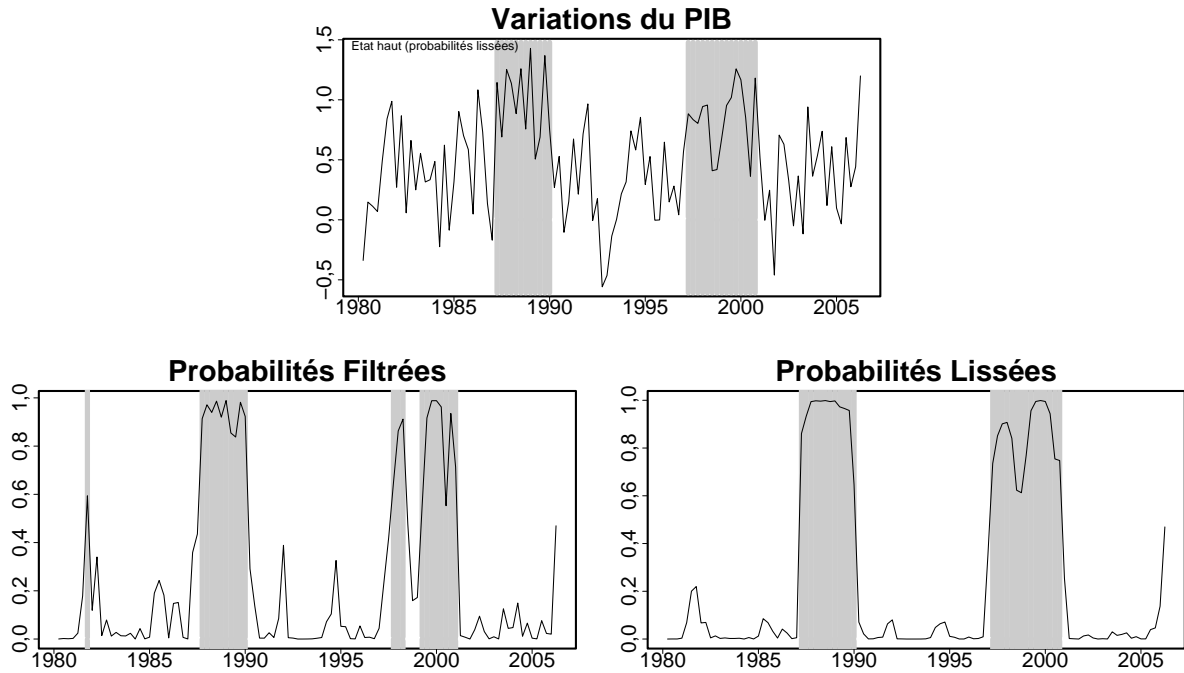 Variations du PIB
Etat haut (probabilités lissées)
1,5
1,0
0,5
0,0
−0,5
1980 1985 1990 1995 2000 2005
Probabilités Filtrées
1,0
0,8
0,6
0,4
0,2
0,0
1980 1985 1990 1995 2000 2005
Probabilités Lissées
1,0
0,8
0,6
0,4
0,2
0,0
1980 1985 1990 1995 2000 2005